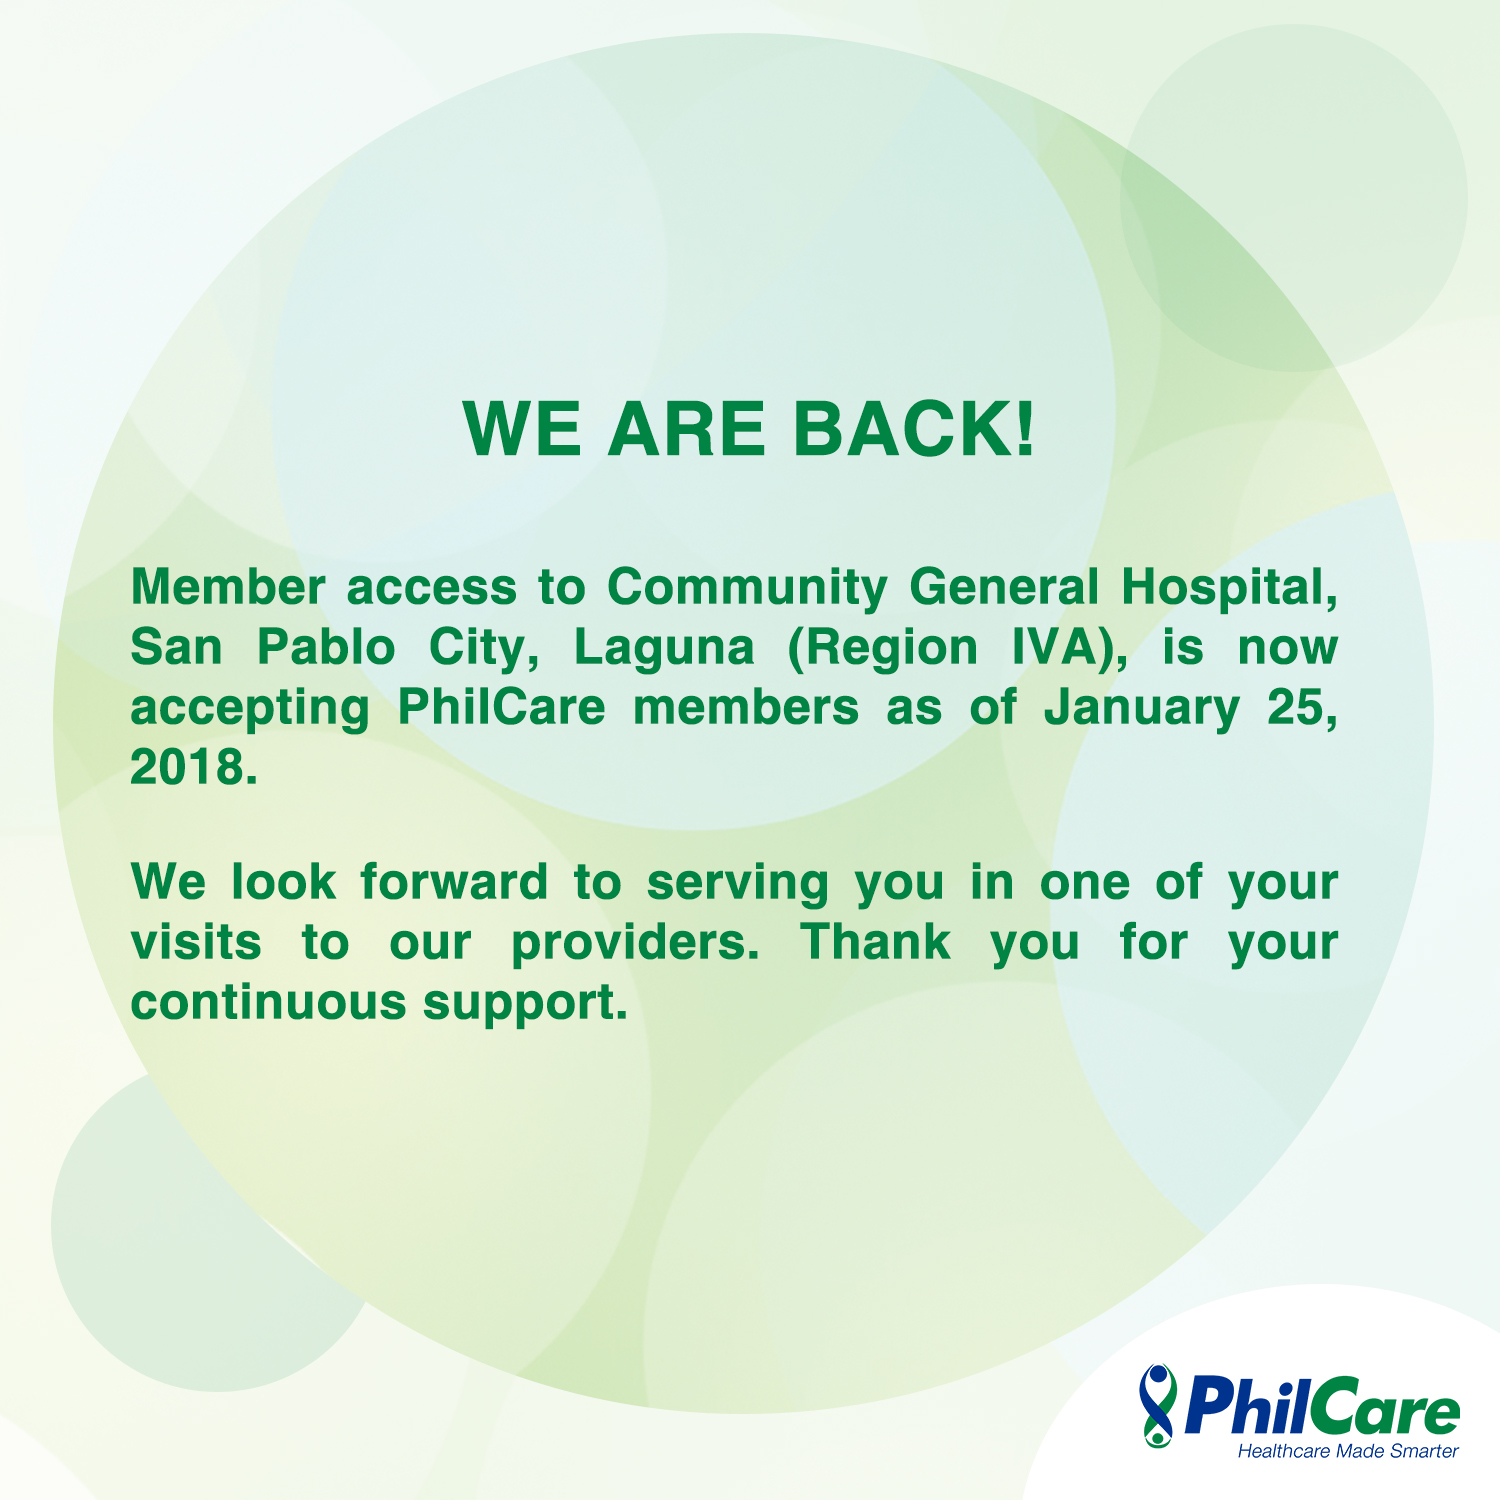 WE ARE BACK!
Member access to Community General Hospital,
San Pablo City, Laguna (Region IVA), is now
accepting PhilCare members as of January 25,
2018.
We look forward to serving you in one of your
visits to our providers. Thank you for your
continuous support.
PhilCare
Healthcare Made Smarter